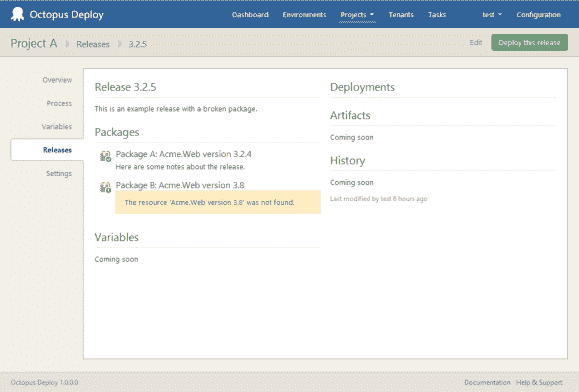 Octopus Deploy
Dashboard Environments Projects Tenants Tasks test Configuration
Project A Releases 3.2.5
Edit Deploy this release
Overview
Process
Variables
Releases
Settings
Release 3.2.5
This is an example release with a broken package.
Packages
Package A: Acme.Web version 3.2.4
Here are some notes about the release.
Package B: Acme.Web version 3.8
The resource 'Acme.Web version 3.8' was not found.
Variables
Coming soon
Deployments
Artifacts
Coming soon
History
Coming soon
Last modified by test 6 hours ago
Octopus Deploy 1.0.0.0
Documentation Help & Support